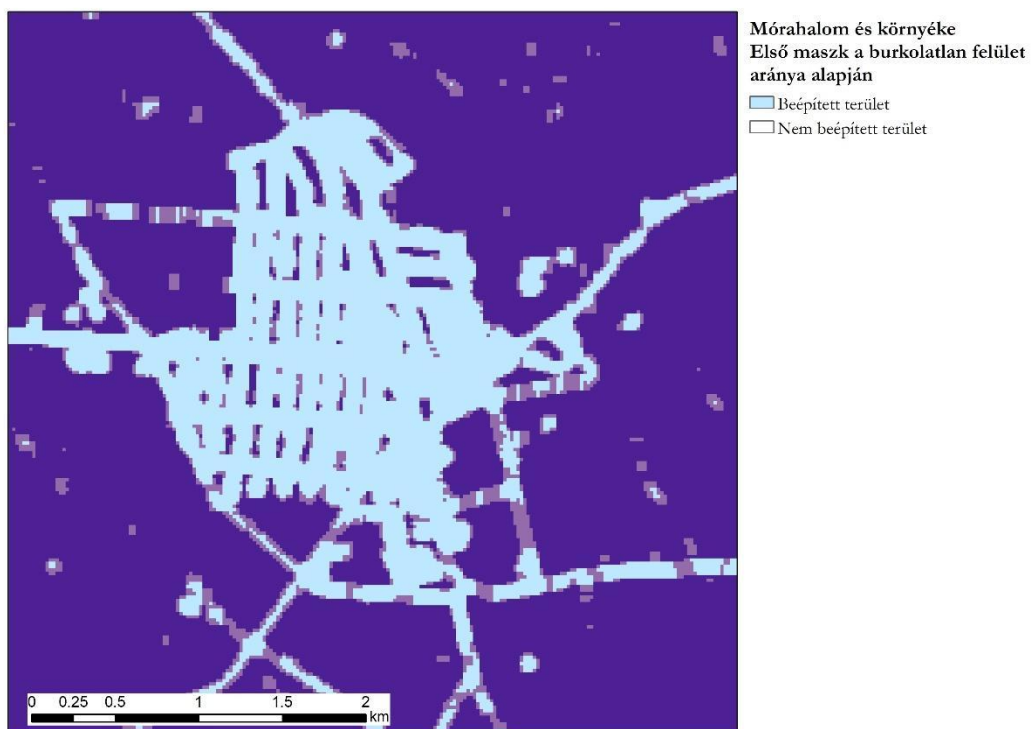 Mórahalom és környéke
Első maszk a burkolatlan felület
aránya alapján
Beépített terület
Nem beépített terület
0 0.25 0.5 1 1.5 2
km